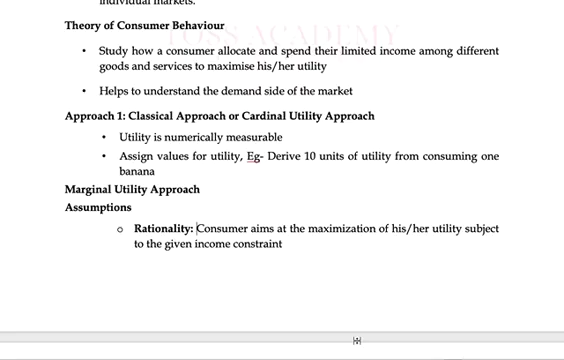 individual markets.
TOSS ACADEMY
Theory of Consumer Behaviour
• Study how a consumer allocate and spend their limited income among different
goods and services to maximise his/her utility
• Helps to understand the demand side of the market
Approach 1: Classical Approach or Cardinal Utility Approach
• Utility is numerically measurable
• Assign values for utility, Eg- Derive 10 units of utility from consuming one
banana
Marginal Utility Approach
Assumptions
o Rationality: Consumer aims at the maximization of his/her utility subject
to the given income constraint